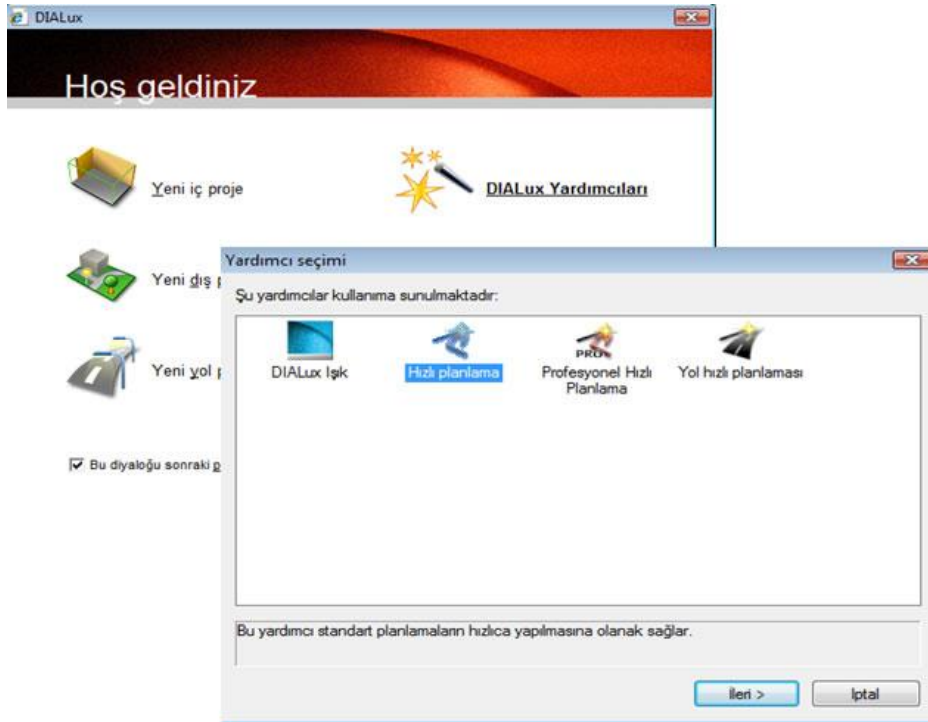 DIALux
Hoş geldiniz
Yeni iç proje
DIALux Yardımcıları
Yeni dış p
Yeni yol p
Bu diyaloğu sonraki p
Yardımcı seçimi
Şu yardımcılar kullanıma sunulmaktadır:
DIALux Işık
Hızlı planlama
PRO
Profesyonel Hızlı
Planlama
Yol hızlı planlaması
Bu yardımcı standart planlamaların hızlıca yapılmasına olanak sağlar.
İleri >
Iptal